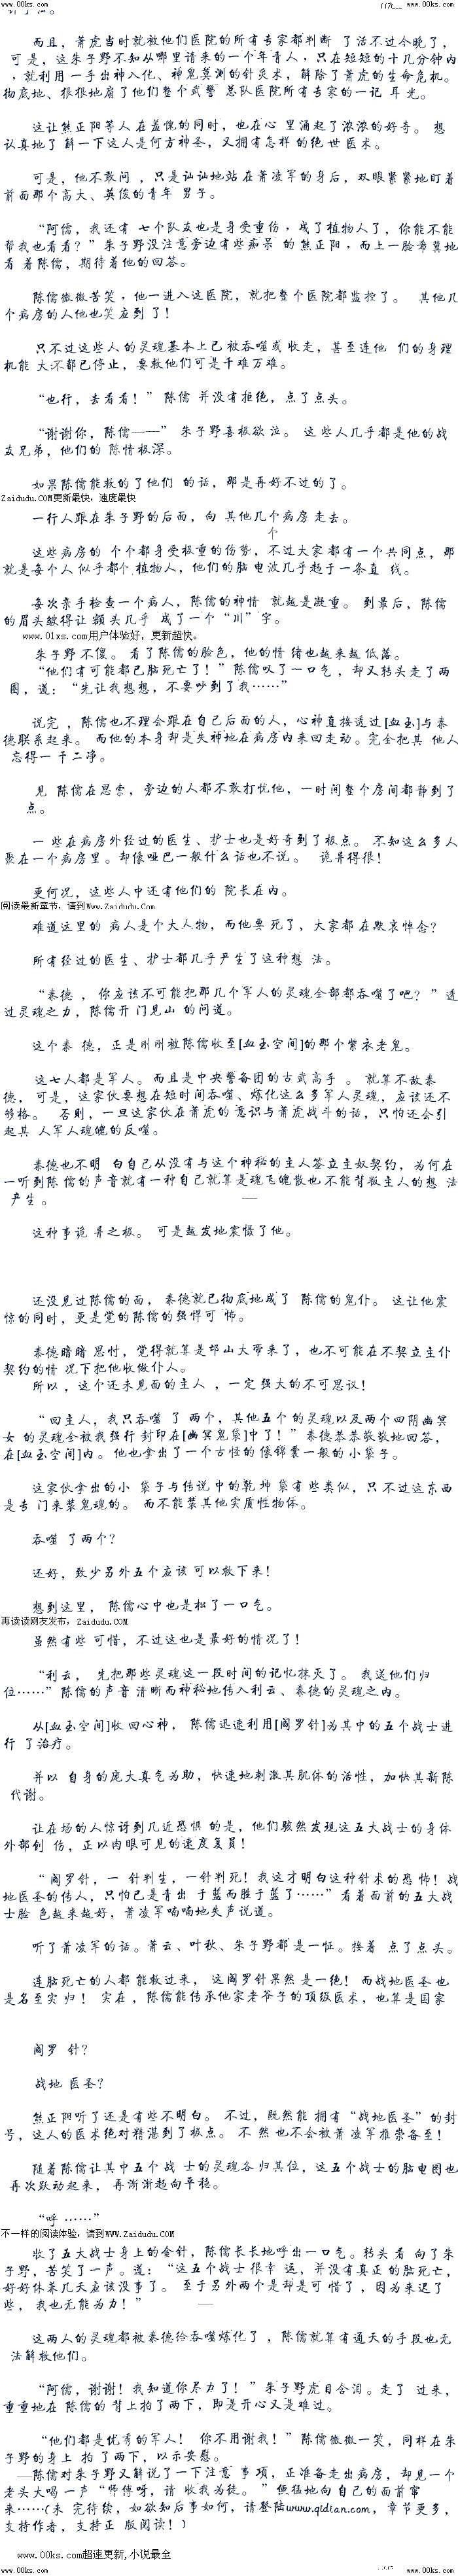 www.00ks.com www.00ks.com
而且，萧虎当时就被他们医院的所有专家都判断 了活不过今晚了，
可是，这朱子野不知从哪里请来的一个年青人，只在短短的十几分钟内
，就利用一手出神入化、神鬼莫测的针灸术，解除了萧虎的生命危机。
彻底地、狠狠地扇了他们整个武警 总队医院所有专家的一记 耳光。
这让熊正阳等人 在羞愧的同时，也在心 里涌起了浓浓的好奇。 想
认真地了 解一下这人是何方神圣，又拥有怎样 的绝 世 医术。
可是，他不敢问 ，只是讪讪地站在萧凌军的身后，双眼紧紧地盯着
前面那个高大、英俊的青年 男子。
“阿儒，我还有 七个队友也是身受重伤，成了植物人了，你能不能
帮我也看看？”朱子野没注意旁边有些痴呆 的熊正阳，而上一脸希冀地
看 着陈儒，期待着他的回答。
陈儒微微苦笑，他一进入这医院，就把整个医院都监控了。 其他几
个病房的人他也笑应到了！
只不过这些人的灵魂基本上已 被吞噬或 收走，甚至连他 们的身理
机能 大不都已停止，要救他们可是千难万难。
“也行，去看看！” 陈儒 并没有拒绝，点了点头。
“谢谢你，陈儒——” 朱子野喜极欲 泣。 这些人几乎都是他的战
友兄弟，他们的 陈情极深。
如果陈儒能救的了他们 的话，那是再好不过的了。
Zaidudu.COM更新最快，速度最快
一行人跟在朱子野的后面，向 其他几个病房 走去。
个
这些病房的 个个都身受极重的伤势，不过大家都有一个共同点，那
就是每个人 似乎都个植物人，他们的脑 电波几乎趋于一条直 线。
每次亲手检查一个病人，陈儒的神情 就越是凝重。 到最后，陈儒
的眉头皱得让 额头几乎 成了一个“川”字。
www.01xs.com用户体验好，更新超快。
朱子野 不傻。 看了陈儒的脸色，他的情 绪也越来越 低落。
“他们有可能都已脑死亡了！”陈儒叹了一口气，却又转头走了两
圈，道：“先让我想想，不要吵到了我……”
说完 ，陈儒也不理会跟在自己后面的人，心神直接透过[血玉]与秦
德联系起来。 而他的本身却是失神地在病房内来回走动。完全把其 他人
忘得一 干二净。
见 陈儒在思索，旁边的人都不敢打忧他，一时间整个房间都静到了
点。
一 些在病房外经过的医生、护士也是好奇到了极点。 不知这么多人
聚在一个病房里。却像哑巴一般什么话也不说。 诡异得很！
更何况，这些人中还有他们的 院长在内。
阅读最新章节，请到Www.Zaidudu.Com
难道这里的 病人是个大人物，而他要 死了，大家都 在默哀悼念？
所有经过的医生、护士都几乎产生了这种想 法。
“秦德 ， 你应该不可能把那几个军人的灵魂全部都吞噬了吧？ ” 透
过灵魂之力，陈儒开 门见山 的问道。
这个秦 德，正是刚刚被陈儒收至[血玉空间]的那个紫衣老鬼。
这七人都是军人。而且是中央警备团的古武高手 。 就算不敌秦
德，可是，这家伙要想在短时间吞噬、炼化这么多军人灵魂，应该还不
够格。 否则，一旦这家伙在萧虎的意识与萧虎战斗的话，只怕还会引
起其 人军人魂魄的反噬。
秦德也不明 白自己从没有与这个神秘的主人签立主奴契约，为何在
一听到陈儒 的声音就有一种自己就算是魂飞魄散也不能背叛主人的想 法
产生。
这种事诡 异之极。 可是越发地震慑了他。
还没见过陈儒的面，秦德就已彻底地成了 陈儒的鬼仆。 这让他震
惊的同时，更是觉的陈儒的强悍可 怖。
秦德暗暗 思忖，觉得就算是邙山大帝来了，也不可能在不契立主仆
契约的情 况下把他收做仆人。
所以，这个还未见面的主人 ，一定 强大的不可思议！
“回主人，我只吞噬 了 两个，其他五个 的灵魂以及两个四阴幽冥
女 的灵魂全被我强行 封印在[幽冥鬼袋]中了！”秦德恭恭敬敬地回答，
在[血玉空间]内。他也拿出了一个古怪的像锦囊一般的小袋子。
这家伙拿出的小 袋子与传说中的乾坤 袋有些类似，只不过这东西
是专 门来装鬼魂的。 而不能装其他实质性物体。
吞噬 了两个？
还好，致少另外五个应该 可以救下来！
想到这里， 陈儒心中也是松了一口气。
再读读网友发布，Zaidudu.COM
虽然有些 可惜，不过这也是最好的情况了！
“利云， 先把那些灵魂这一段时间的记忆抹灭了。 我送他们归
位……”陈儒的声音 清晰而神秘地传入利云、秦德的灵魂之内。
从[血玉空间]收 回心神， 陈儒迅速利用[阎罗针]为其中的五个战士进
行 了治疗。
并以 自身的庞大真气为助，快速地刺激其肌体的活性，加快其新陈
代谢。
让在场的人惊讶到几近恐惧 的是，他们骇然发现这五大战士的身体
外部创 伤，正以肉眼可见的速度复员！
“ 阎罗针，一 针判生，一针判死！我这才明白这种针术的恐 怖！战
地医圣的传人，只怕已是青出 于蓝而胜于蓝了……”看着面前的五大战
士脸 色越来越好，萧凌军喃喃地失声说道。
听了萧凌军的话。萧云、叶秋、朱子野都 是一怔。接着 点了点头。
连脑死亡的人都 能救过来， 这阎罗针果然 是一绝！ 而战地医圣 也
是名至实 归！ 实在，陈儒能传承他家老爷子的顶级医术，也算是国家
阎罗 针？
战地 医圣？
熊正阳听了还是有些不明白。 不过，既然能 拥有“战地医圣”的封
号，这人的医术绝对精湛到了极点。 不 然 也不会被萧 凌军推崇备至！
随着陈儒让其中五个战 士的灵魂各 归其位，这五个战士的脑电图也
再次跃动起来，再渐渐趋向平稳。
“呼 ……”
不一样的阅读体验，请到WWW.Zaidudu.COM
收了五大战士身上的金针，陈儒长长地呼出一口气。转头看 向了朱
子野，苦笑了一声。道： “这五个战士 很幸 运，并没有真正 的脑死亡，
好好休养几天应该没事了。 至于另外两个是却是可 惜了 ，因为来迟了
些，我也无能为力！”
这两人的灵魂都被秦德给吞噬炼化了 ，陈儒就算有通天的手段也无
法解救他们。
“阿儒，谢谢！我知道你尽力了！ ”朱子野虎目含泪。走了 过来，
重重地在 陈儒的 背上拍了两下，即是开心又是难过。
“他们都是优秀的军人！ 你不用谢我！”陈儒微微一笑，同样在朱
子野的身上 拍了两下，以示安慰。
陈儒对朱子野又解说了一下注意 事项，正准备走出病房，却见一个
老头大喝一声“师傅呀，请 收我为徒。 ”便猛地向自己的面前窜
来……(未 完待续，如欲知后事如何，请登陆www.qidian.com，章节更多，
支持作者，支持正 版阅读！)
www.00ks.com超速更新,小说最全
www.00ks.com www.00ks.com